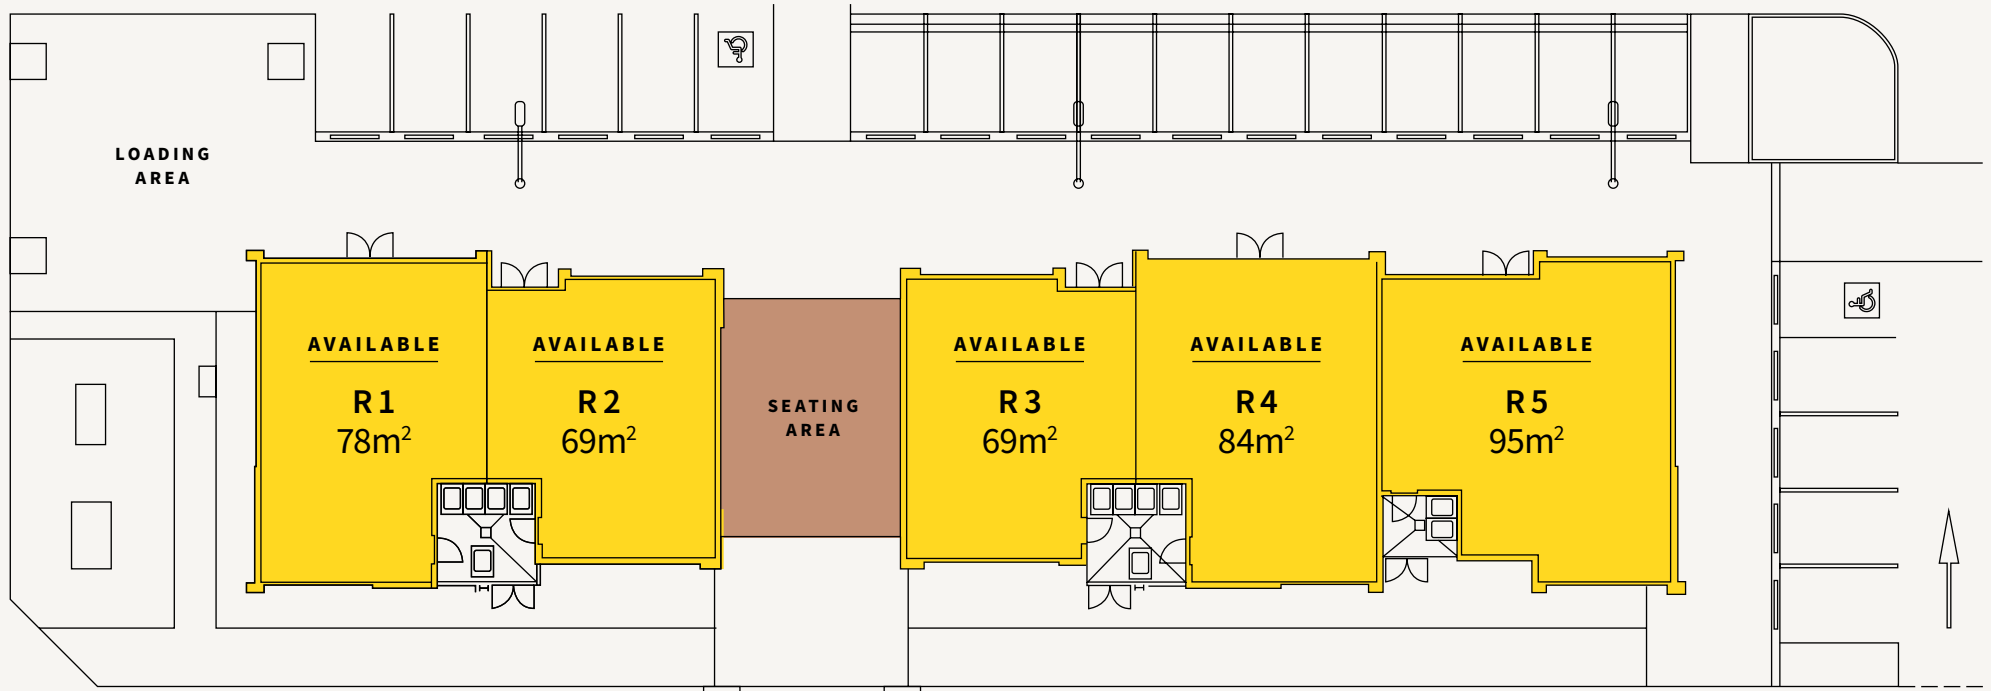 LOADING
AREA
AVAILABLE
R1
78m²
AVAILABLE
R2
69m²
SEATING
AREA
AVAILABLE
R3
69m²
AVAILABLE
R4
84m²
AVAILABLE
R5
95m²